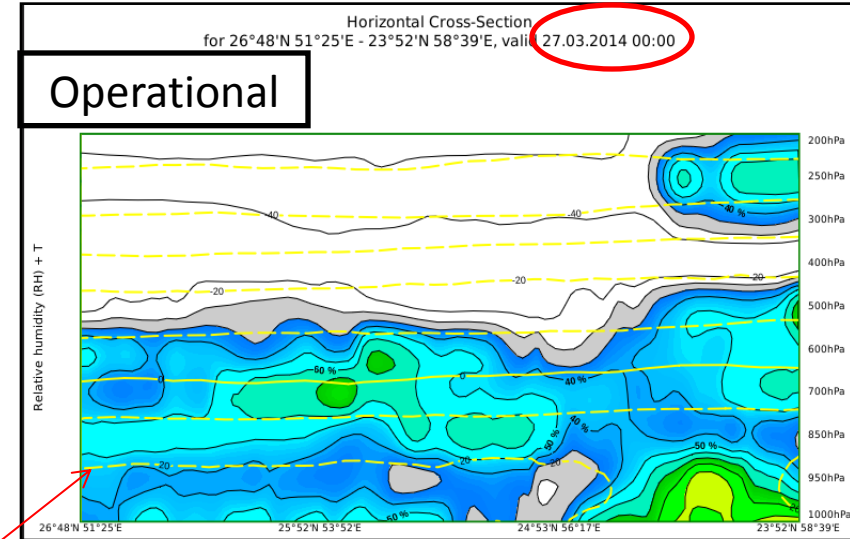 Horizontal Cross-Section
for 26°48'N 51°25'E - 23°52'N 58°39'E, valid 27.03.2014 00:00
Operational
Relative humidity (RH) + T
200hPa
250hPa
300hPa
400hPa
500hPa
600hPa
700hPa
850hPa
950hPa
1000hPa
-40
-40
40 %
-20
-20
-20
50 %
0
0
40 %
40 %
50 %
50 %
20
20
20
50 %
26°48'N 51°25'E
25°52'N 53°52'E
24°53'N 56°17'E
23°52'N 58°39'E